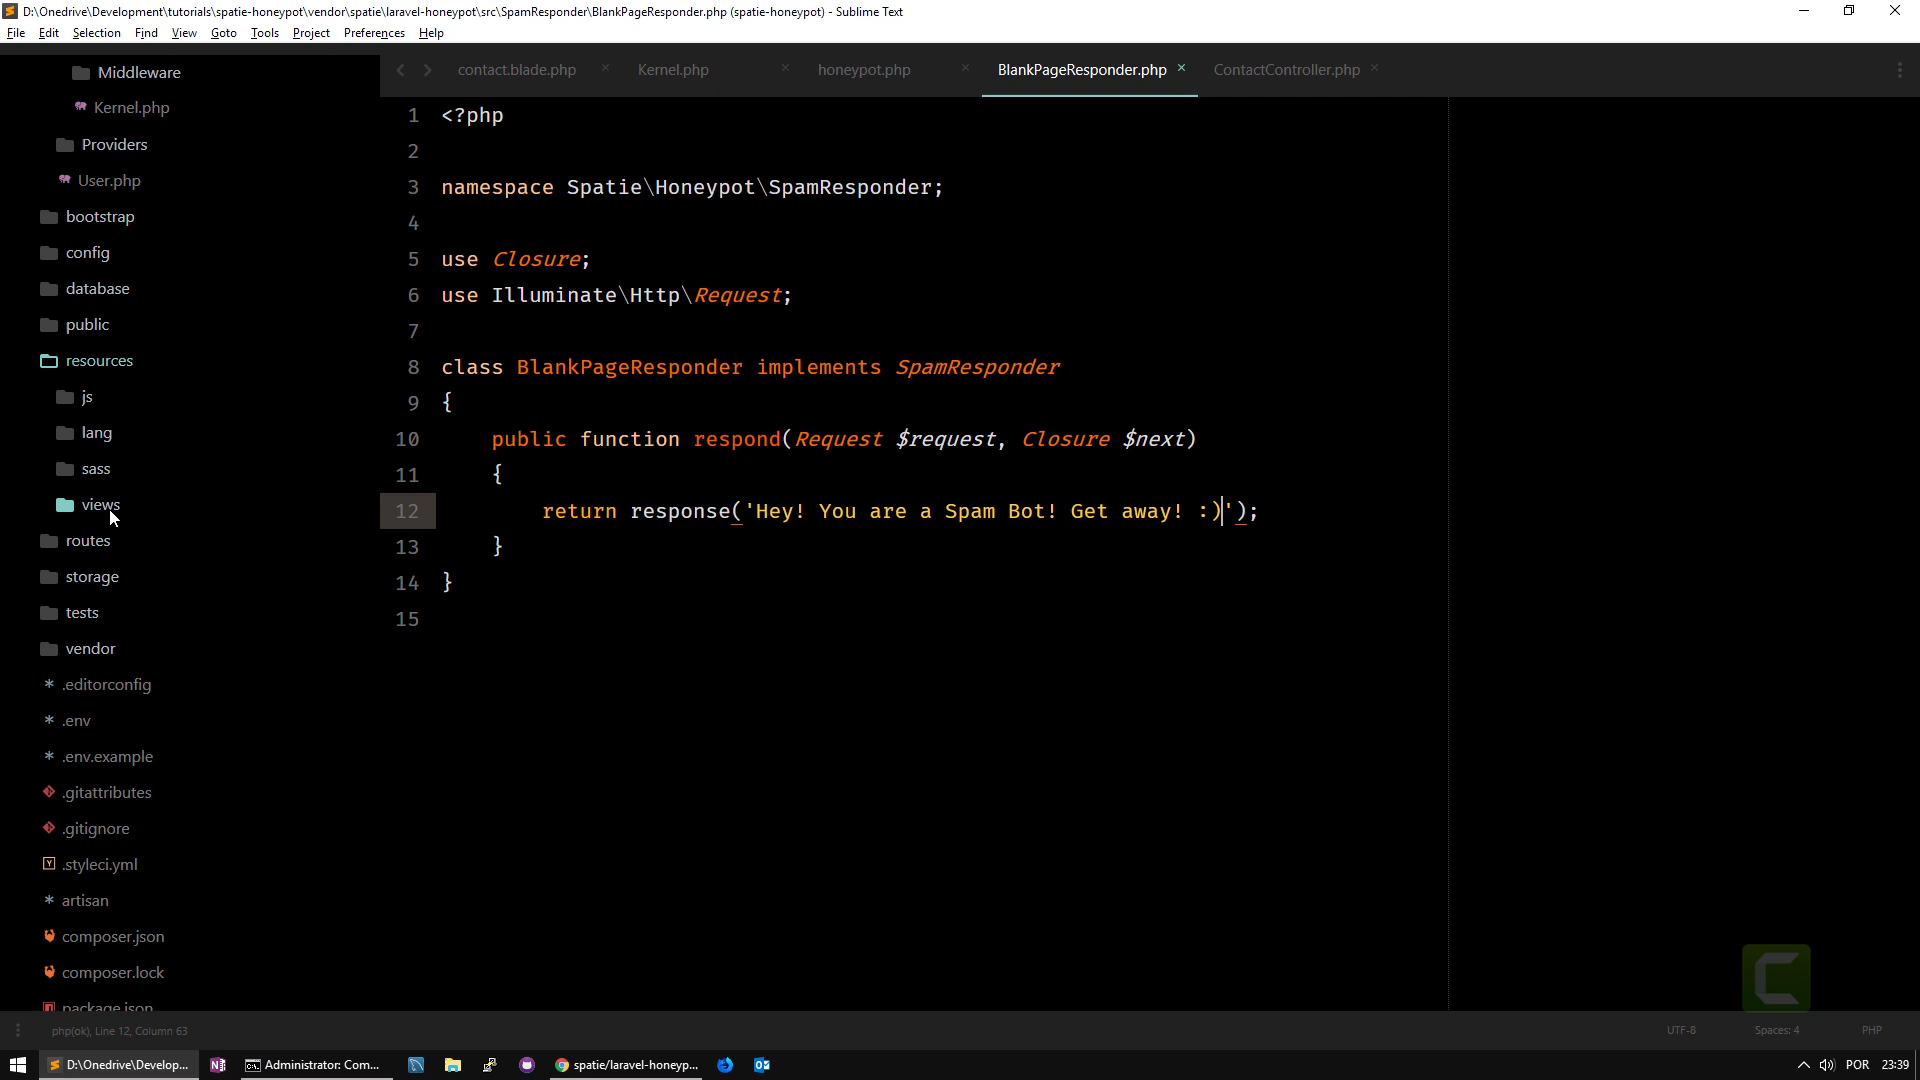 D:\Onedrive\Development\tutorials\spatie-honeypot\vendor\spatie\laravel-honeypot\src\SpamResponder\BlankPageResponder.php (spatie-honeypot) - Sublime Text
File Edit Selection Find View Goto Tools Project Preferences Help
contact.blade.php × Kernel.php × honeypot.php × BlankPageResponder.php × ContactController.php ×
Middleware
Kernel.php
Providers
User.php
bootstrap
config
database
public
resources
js
lang
sass
views
routes
storage
tests
vendor
.editorconfig
.env
.env.example
.gitattributes
.gitignore
.styleci.yml
artisan
composer.json
composer.lock
package.json
1 <?php
2
3 namespace Spatie\Honeypot\SpamResponder;
4
5 use Closure;
6 use Illuminate\Http\Request;
7
8 class BlankPageResponder implements SpamResponder
9 {
10 public function respond(Request $request, Closure $next)
11 {
12 return response('Hey! You are a Spam Bot! Get away! :)');
13 }
14 }
15
php(ok), Line 12, Column 63 UTF-8 Spaces: 4 PHP
D:\Onedrive\Develop... Administrator: Com... spatie/laravel-honeyp... POR 23:39